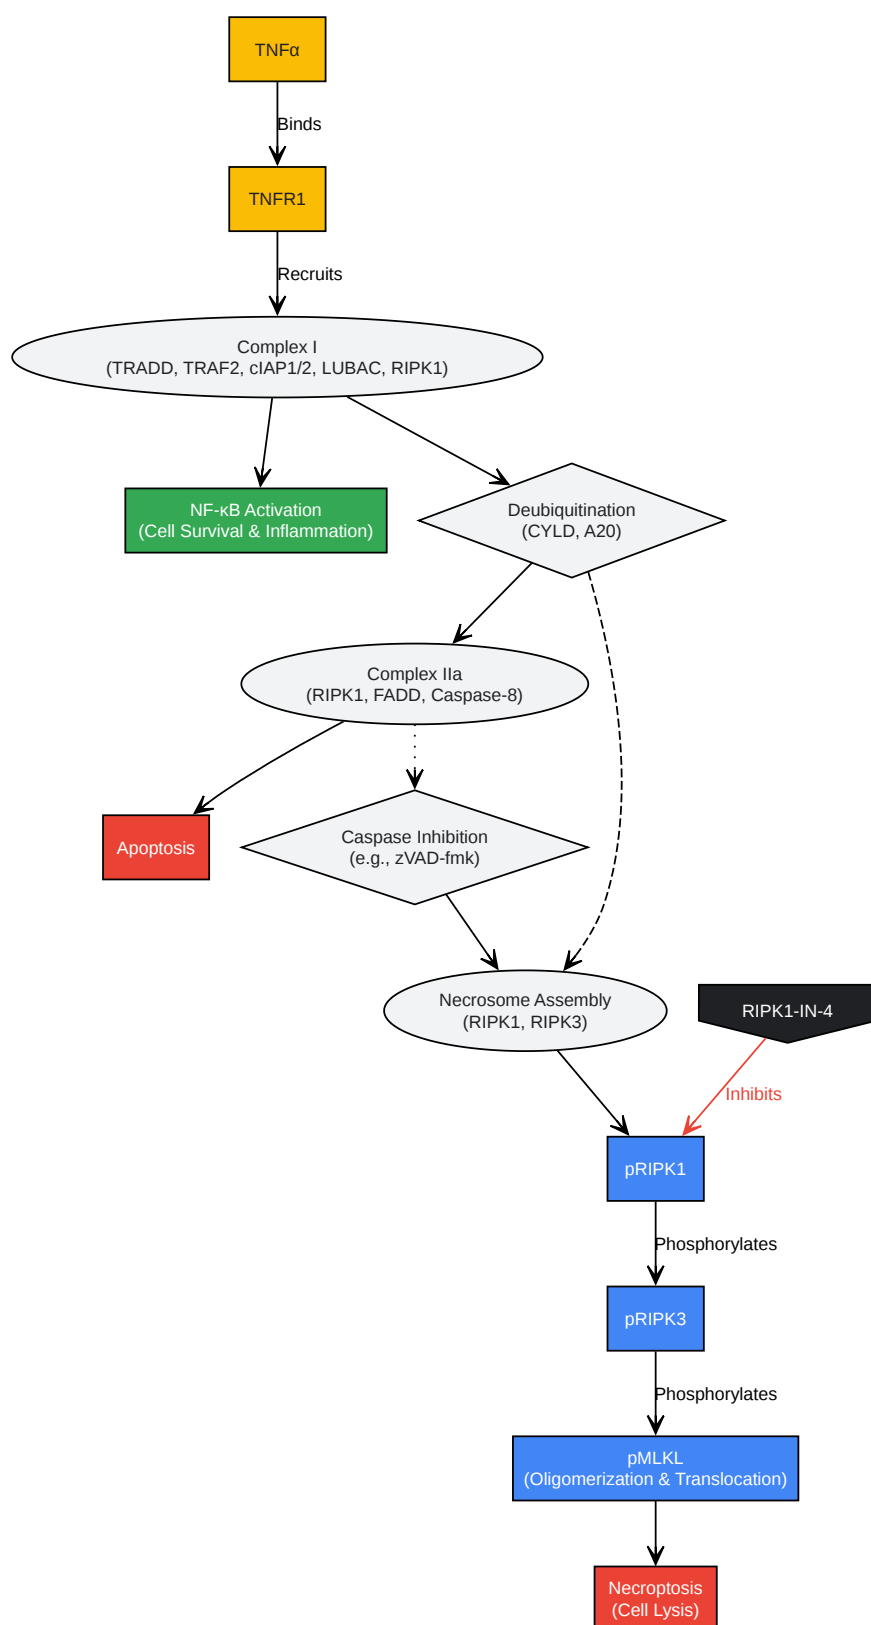 TNFα
Binds
TNFR1
Recruits
Complex I
(TRADD, TRAF2, cIAP1/2, LUBAC, RIPK1)
NF-κB Activation
(Cell Survival & Inflammation)
Deubiquitination
(CYLD, A20)
Complex IIa
(RIPK1, FADD, Caspase-8)
Apoptosis
Caspase Inhibition
(e.g., zVAD-fmk)
Necrosome Assembly
(RIPK1, RIPK3)
RIPK1-IN-4
Inhibits
pRIPK1
Phosphorylates
pRIPK3
Phosphorylates
pMLKL
(Oligomerization & Translocation)
Necroptosis
(Cell Lysis)